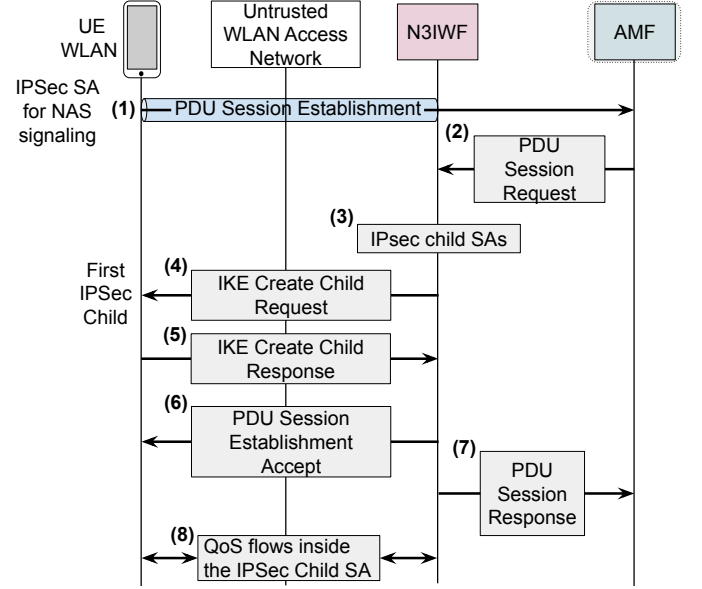 UE
WLAN
Untrusted
WLAN Access
Network
N3IWF
AMF
IPSec SA
for NAS
signaling
(1)
PDU Session Establishment
(2)
PDU
Session
Request
(3)
IPsec child SAs
First
IPSec
Child
(4)
IKE Create Child
Request
(5)
IKE Create Child
Response
(6)
PDU Session
Establishment
Accept
(7)
PDU
Session
Response
(8)
QoS flows inside
the IPSec Child SA